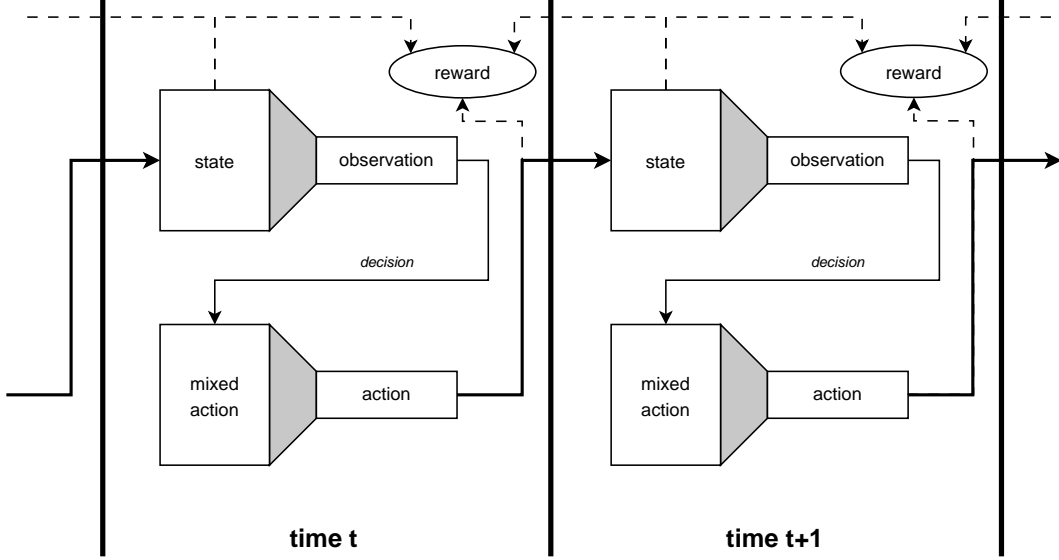 reward
reward
state
observation
state
observation
decision
decision
mixed
action
action
mixed
action
action
time t
time t+1